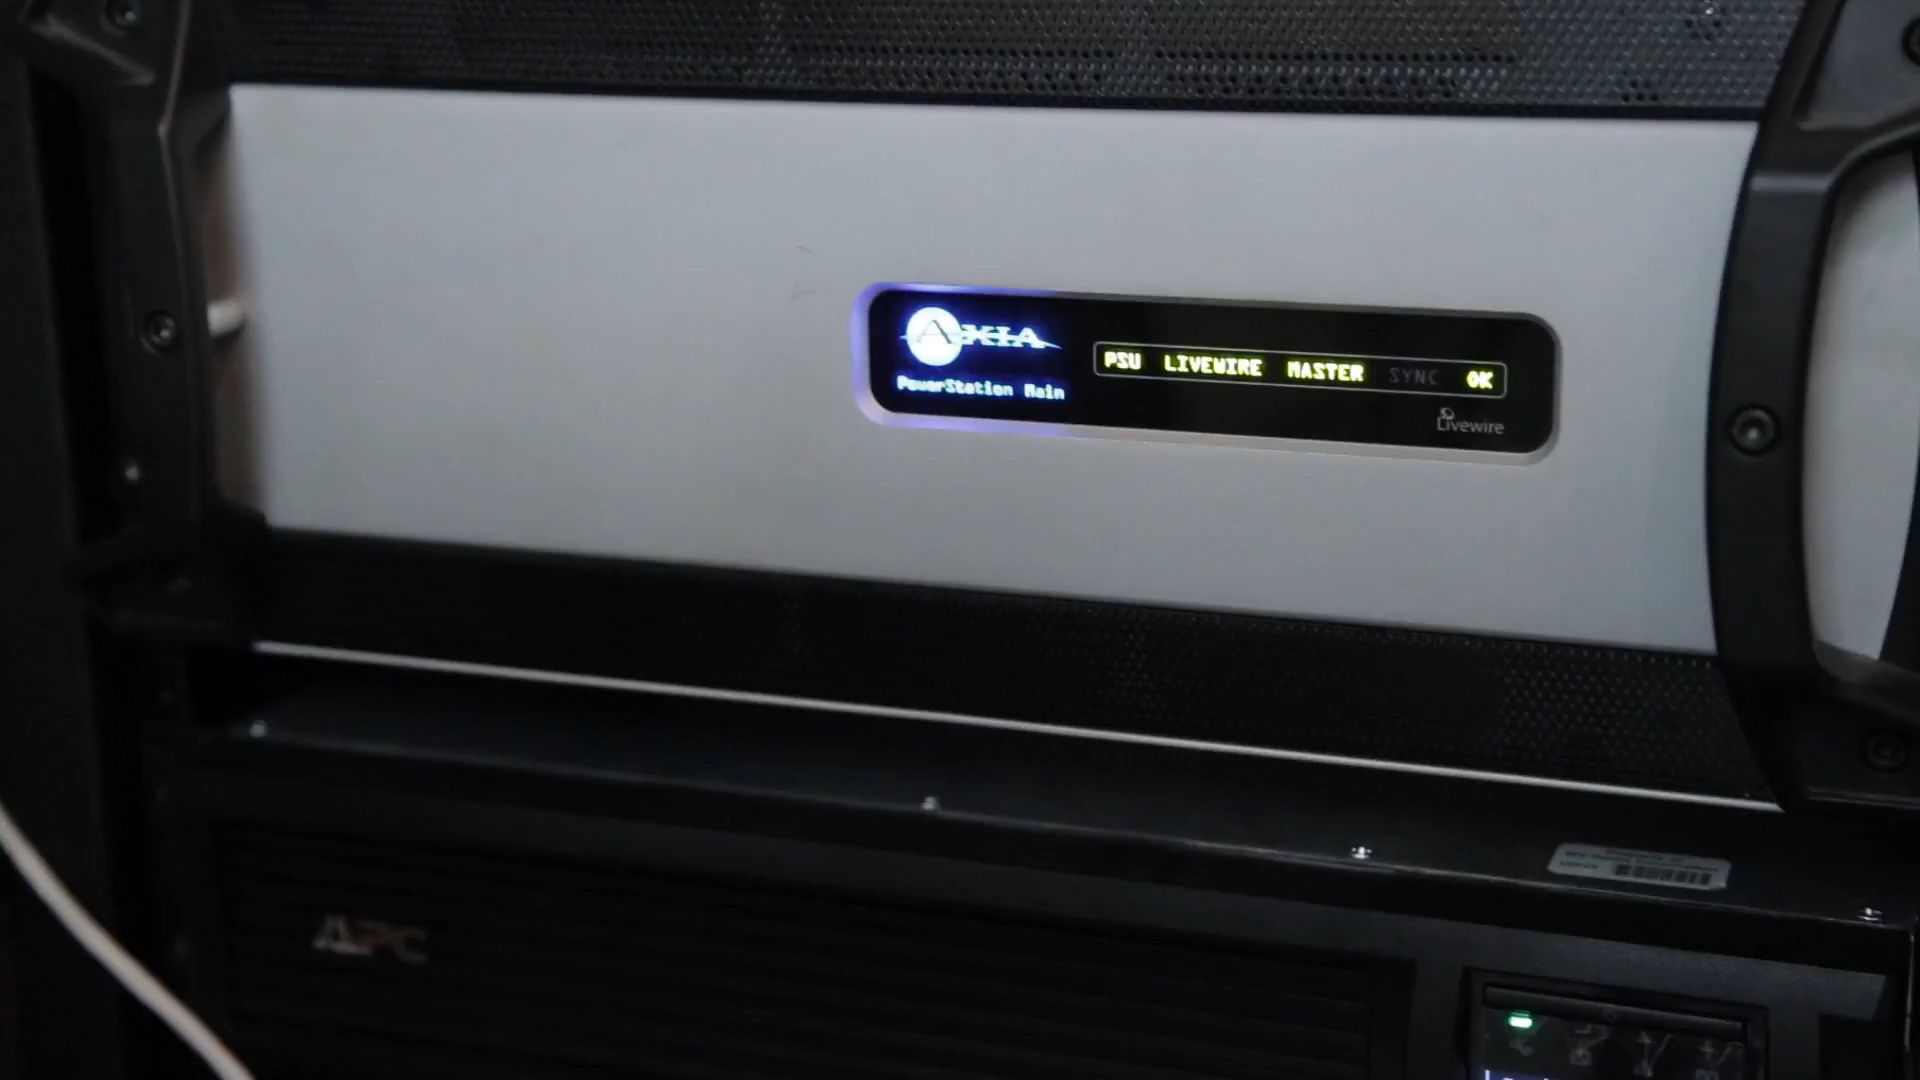 AXIA
PowerStation Main
PSU LIVEWIRE MASTER SYNC OK
Livewire
APC